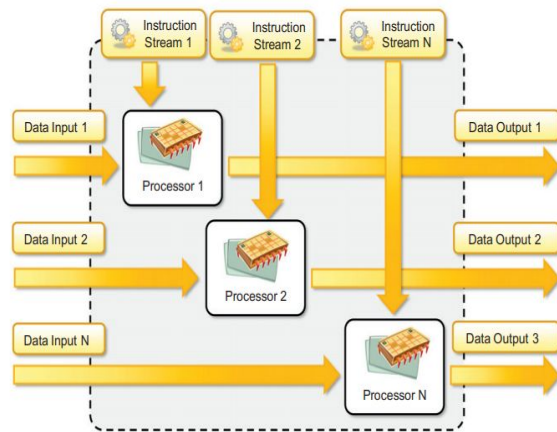 Instruction
Stream 1
Instruction
Stream 2
Instruction
Stream N
Data Input 1
Data Output 1
Processor 1
Data Input 2
Data Output 2
Processor 2
Data Input N
Data Output 3
Processor N